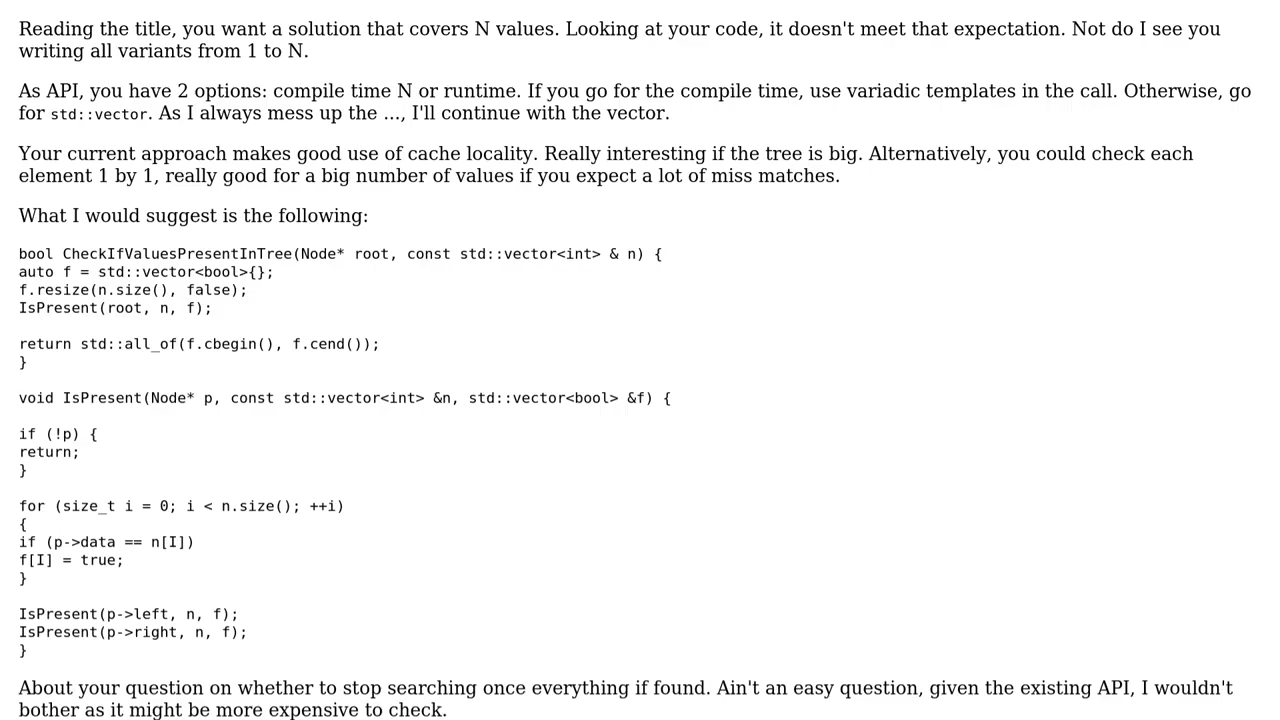 Reading the title, you want a solution that covers N values. Looking at your code, it doesn't meet that expectation. Not do I see you
writing all variants from 1 to N.
As API, you have 2 options: compile time N or runtime. If you go for the compile time, use variadic templates in the call. Otherwise, go
for std::vector. As I always mess up the ..., I'll continue with the vector.
Your current approach makes good use of cache locality. Really interesting if the tree is big. Alternatively, you could check each
element 1 by 1, really good for a big number of values if you expect a lot of miss matches.
What I would suggest is the following:
bool CheckIfValuesPresentInTree(Node* root, const std::vector<int> & n) {
auto f = std::vector<bool>{};
f.resize(n.size(), false);
IsPresent(root, n, f);
return std::all_of(f.cbegin(), f.cend());
}
void IsPresent(Node* p, const std::vector<int> &n, std::vector<bool> &f) {
if (!p) {
return;
}
for (size_t i = 0; i < n.size(); ++i)
{
if (p->data == n[I])
f[I] = true;
}
IsPresent(p->left, n, f);
IsPresent(p->right, n, f);
}
About your question on whether to stop searching once everything if found. Ain't an easy question, given the existing API, I wouldn't
bother as it might be more expensive to check.